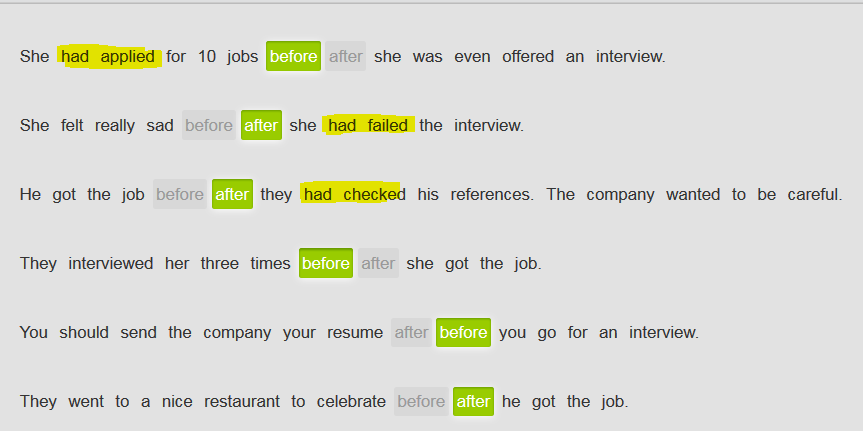 She had applied for 10 jobs before after she was even offered an interview.
She felt really sad before after she had failed the interview.
He got the job before after they had checked his references. The company wanted to be careful.
They interviewed her three times before after she got the job.
You should send the company your resume after before you go for an interview.
They went to a nice restaurant to celebrate before after he got the job.